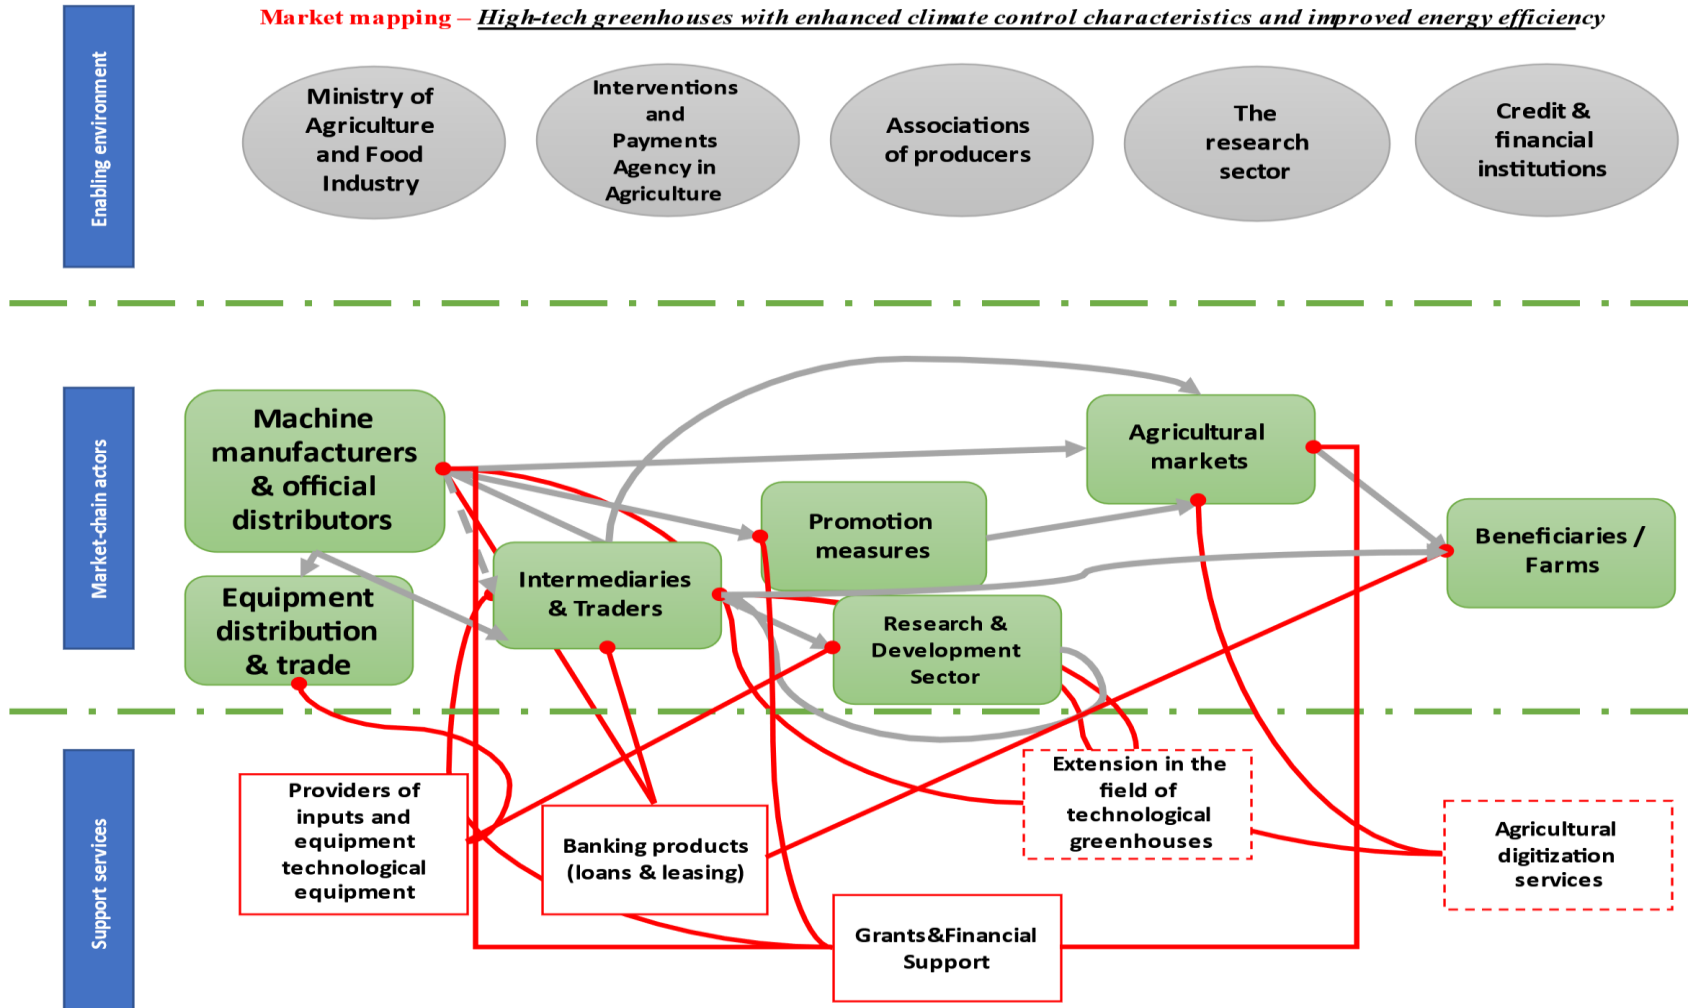 Market mapping – High-tech greenhouses with enhanced climate control characteristics and improved energy efficiency
Enabling environment
Ministry of
Agriculture
and Food
Industry
Interventions
and
Payments
Agency in
Agriculture
Associations
of producers
The
research
sector
Credit &
financial
institutions
Market-chain actors
Machine
manufacturers
& official
distributors
Equipment
distribution
& trade
Intermediaries
& Traders
Promotion
measures
Research &
Development
Sector
Agricultural
markets
Beneficiaries /
Farms
Support services
Providers of
inputs and
equipment
technological
equipment
Banking products
(loans & leasing)
Grants&Financial
Support
Extension in the
field of
technological
greenhouses
Agricultural
digitization
services